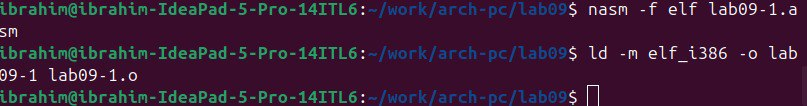 ibrahim@ibrahim-IdeaPad-5-Pro-14ITL6:~/work/arch-pc/lab09$ nasm -f elf lab09-1.a
sm
ibrahim@ibrahim-IdeaPad-5-Pro-14ITL6:~/work/arch-pc/lab09$ ld -m elf_i386 -o lab
09-1 lab09-1.o
ibrahim@ibrahim-IdeaPad-5-Pro-14ITL6:~/work/arch-pc/lab09$